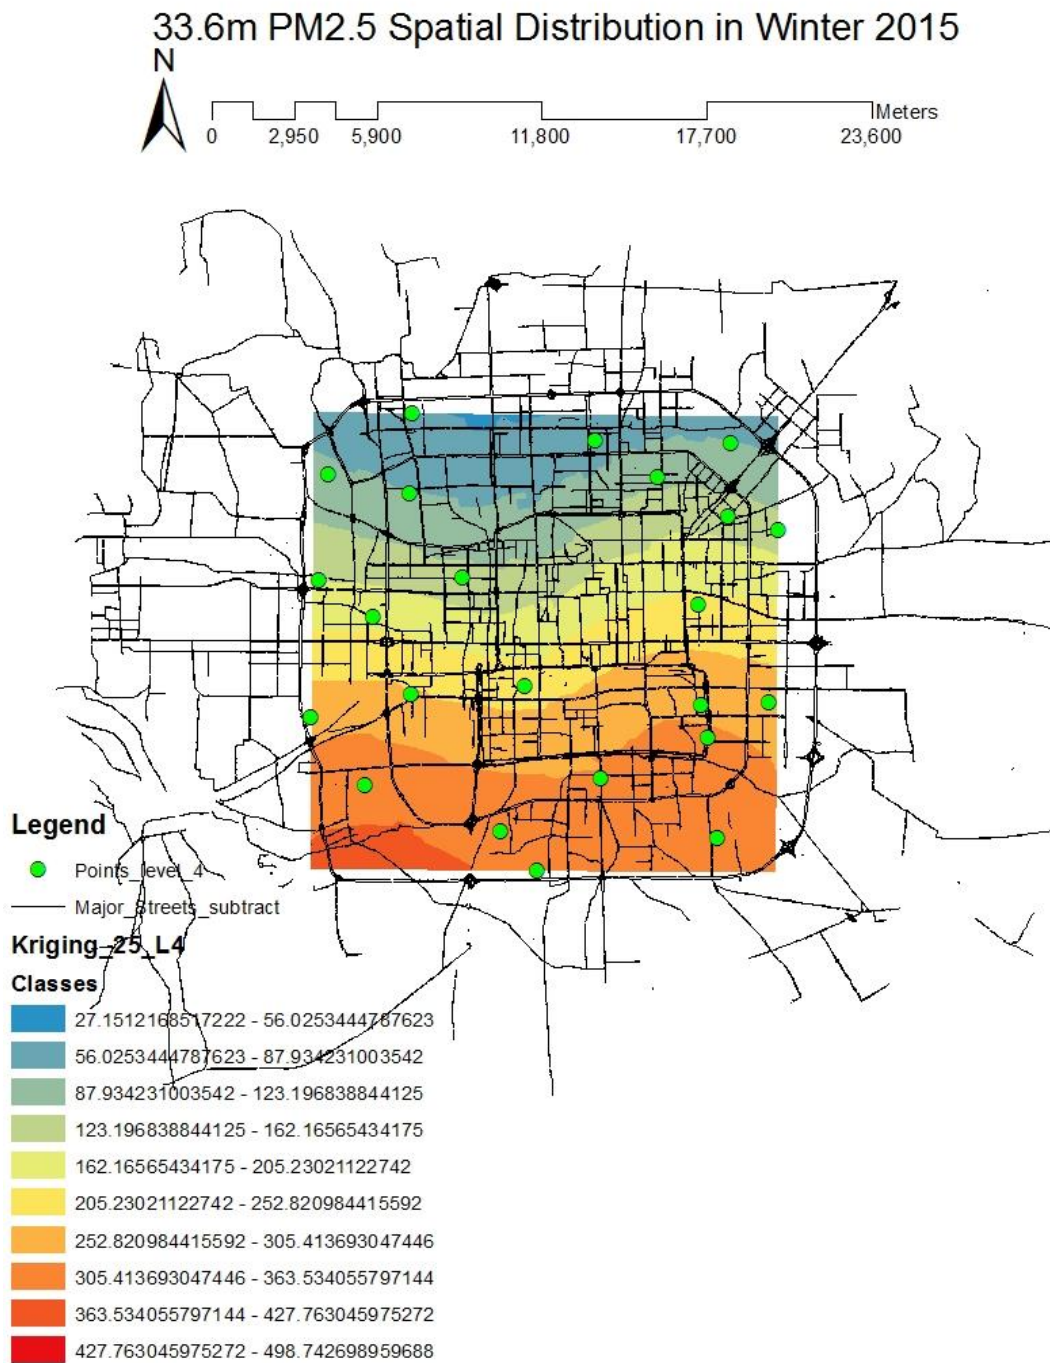 33.6m PM2.5 Spatial Distribution in Winter 2015
N
Meters
0 2,950 5,900 11,800 17,700 23,600
Legend
Points_level_4
Major_Streets_subtract
Kriging_25_L4
Classes
27.1512168517222 - 56.0253444787623
56.0253444787623 - 87.934231003542
87.934231003542 - 123.196838844125
123.196838844125 - 162.16565434175
162.16565434175 - 205.23021122742
205.23021122742 - 252.820984415592
252.820984415592 - 305.413693047446
305.413693047446 - 363.534055797144
363.534055797144 - 427.763045975272
427.763045975272 - 498.742698959688